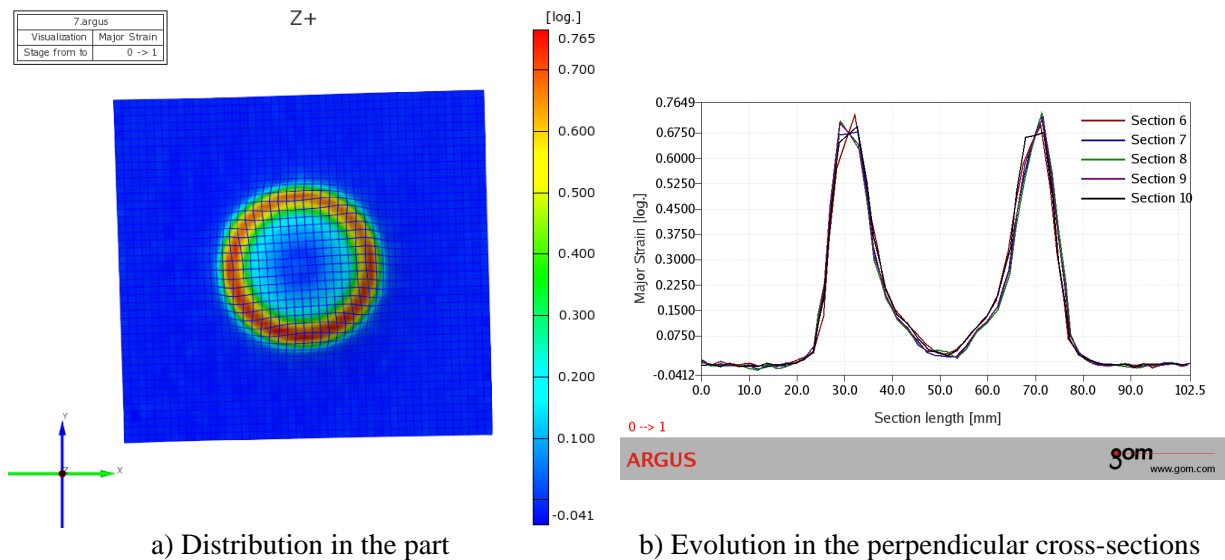 7.argus
Visualization Major Strain
Stage from to 0 -> 1
Z+
[log.]
0.765
0.700
0.600
0.500
0.400
0.300
0.200
0.100
-0.041
Y
Z
X
a) Distribution in the part
Major Strain [log.]
0.7649
0.6750
0.6000
0.5250
0.4500
0.3750
0.3000
0.2250
0.1500
0.0750
-0.0412
0.0 10.0 20.0 30.0 40.0 50.0 60.0 70.0 80.0 90.0 102.5
Section length [mm]
Section 6
Section 7
Section 8
Section 9
Section 10
0 --> 1
ARGUS
gom
www.gom.com
b) Evolution in the perpendicular cross-sections